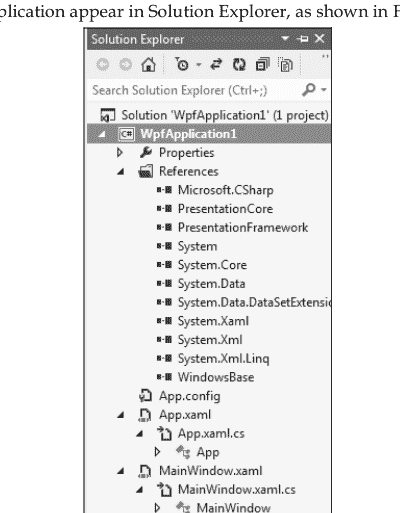 plication appear in Solution Explorer, as shown in F
Solution Explorer
Search Solution Explorer (Ctrl+;)
Solution 'WpfApplication1' (1 project)
C# WpfApplication1
Properties
References
Microsoft.CSharp
PresentationCore
PresentationFramework
System
System.Core
System.Data
System.Data.DataSetExtensio
System.Xaml
System.Xml
System.Xml.Linq
WindowsBase
App.config
App.xaml
App.xaml.cs
App
MainWindow.xaml
MainWindow.xaml.cs
MainWindow